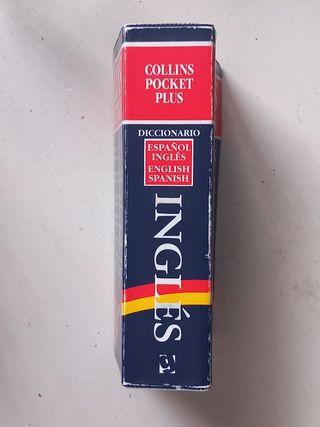 COLLINS
POCKET
PLUS
DICCIONARIO
ESPAÑOL
INGLÉS
ENGLISH
SPANISH
INGLÉS